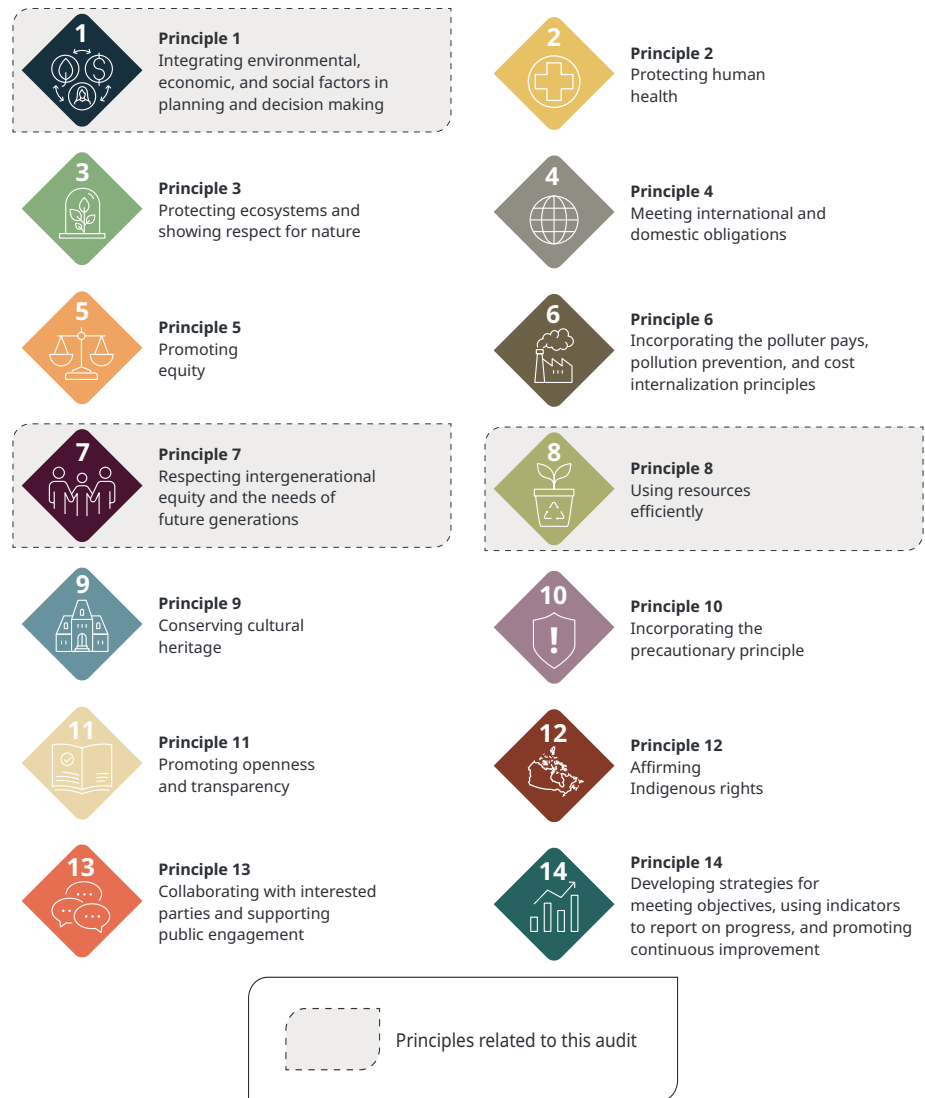 1
Principle 1
Integrating environmental,
economic, and social factors in
planning and decision making
2
Principle 2
Protecting human
health
3
Principle 3
Protecting ecosystems and
showing respect for nature
4
Principle 4
Meeting international and
domestic obligations
5
Principle 5
Promoting
equity
6
Principle 6
Incorporating the polluter pays,
pollution prevention, and cost
internalization principles
7
Principle 7
Respecting intergenerational
equity and the needs of
future generations
8
Principle 8
Using resources
efficiently
9
Principle 9
Conserving cultural
heritage
10
Principle 10
Incorporating the
precautionary principle
11
Principle 11
Promoting openness
and transparency
12
Principle 12
Affirming
Indigenous rights
13
Principle 13
Collaborating with interested
parties and supporting
public engagement
14
Principle 14
Developing strategies for
meeting objectives, using indicators
to report on progress, and promoting
continuous improvement
Principles related to this audit